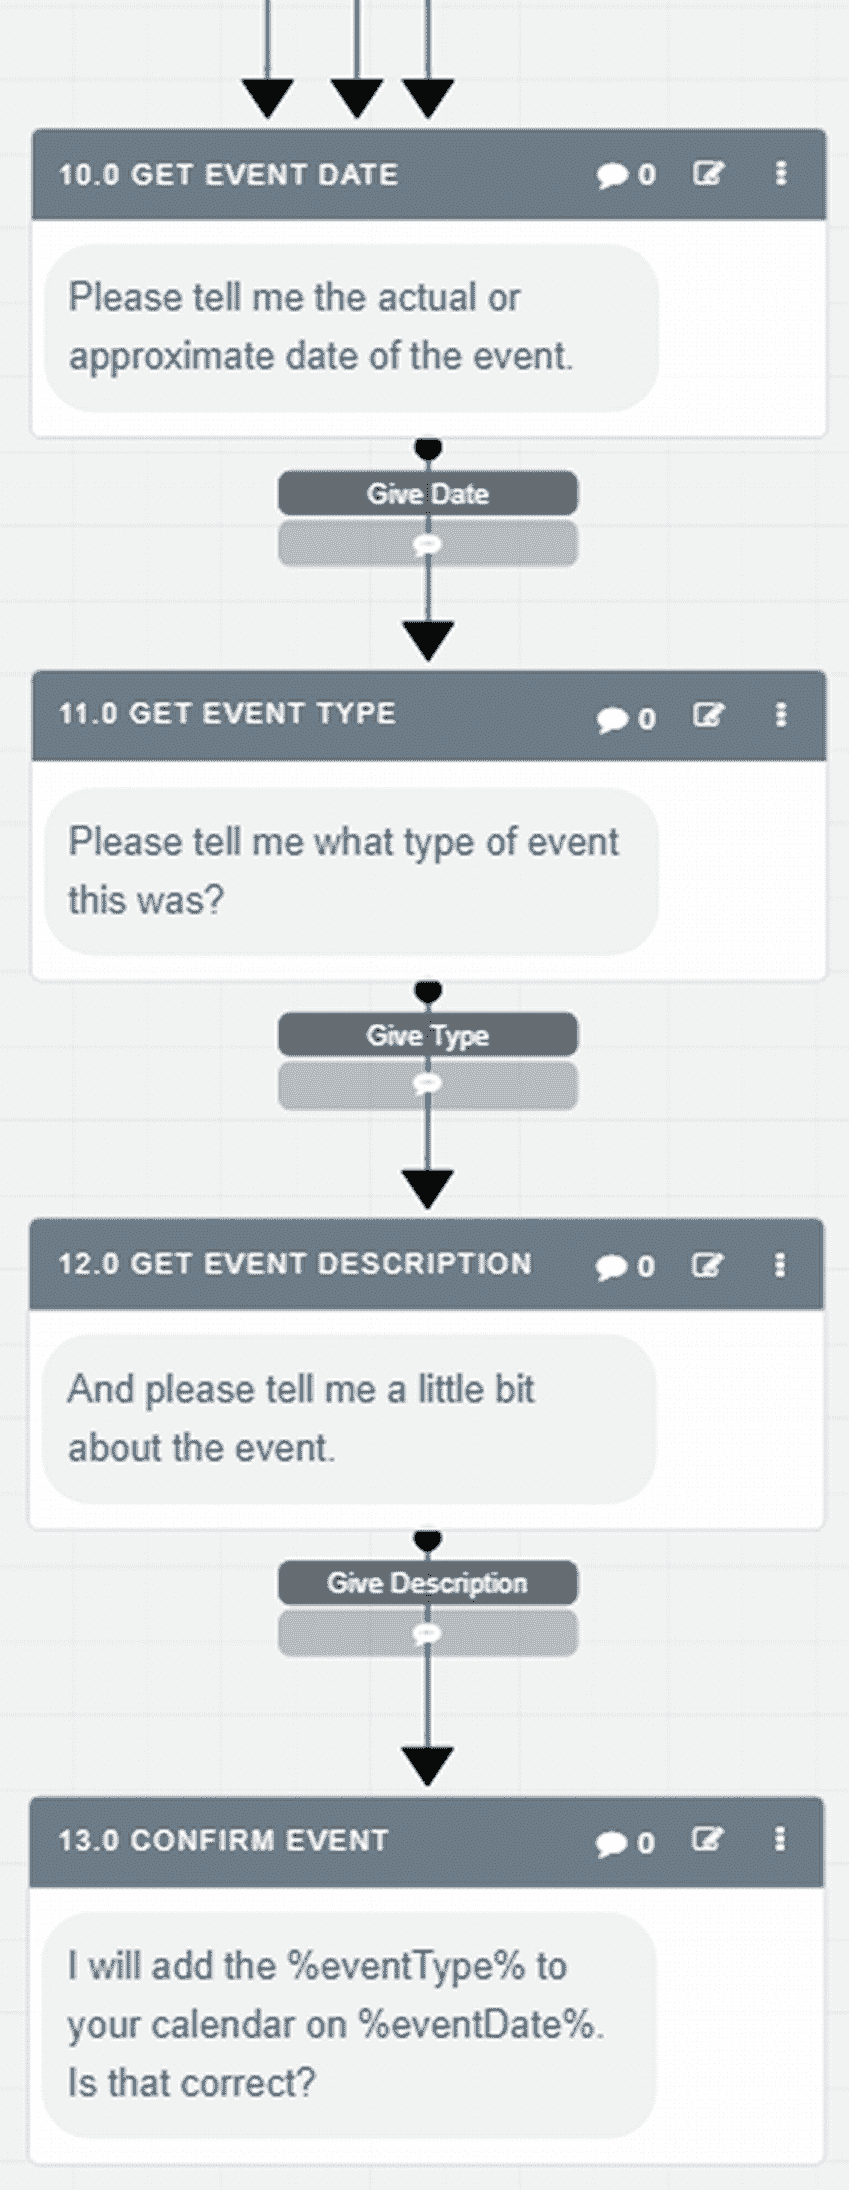 10.0 GET EVENT DATE 0
Please tell me the actual or
approximate date of the event.
Give Date
11.0 GET EVENT TYPE 0
Please tell me what type of event
this was?
Give Type
12.0 GET EVENT DESCRIPTION 0
And please tell me a little bit
about the event.
Give Description
13.0 CONFIRM EVENT 0
I will add the %eventType% to
your calendar on %eventDate%.
Is that correct?